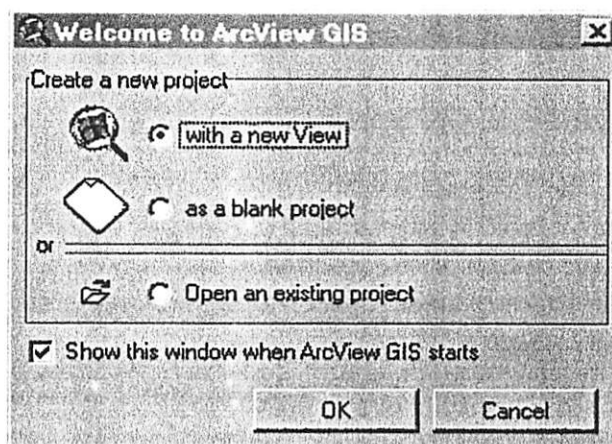 Welcome to ArcView GIS
Create a new project
with a new View
as a blank project
or
Open an existing project
Show this window when ArcView GIS starts
OK
Cancel